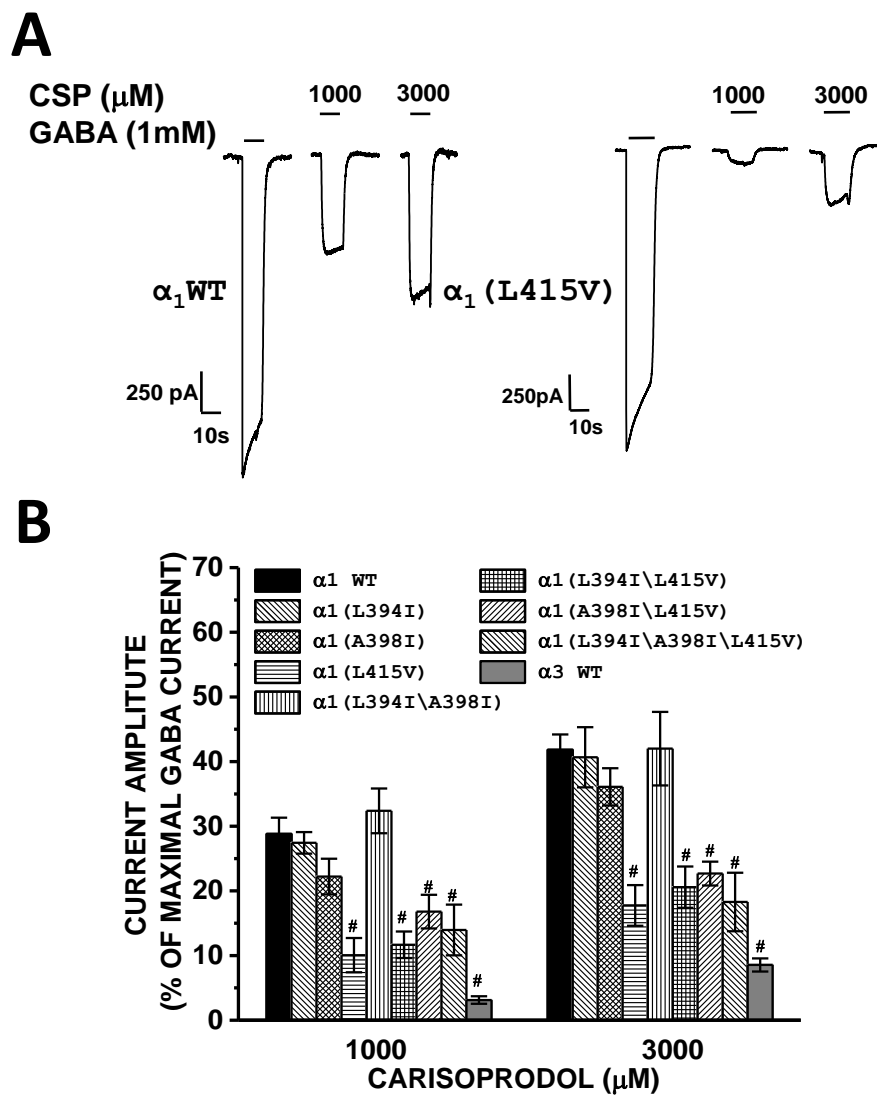 A
CSP (μM) 1000 3000 1000 3000
GABA (1mM)
α₁WT α₁(L415V)
250 pA 250pA
10s 10s
B
CURRENT AMPLITUDE
(% OF MAXIMAL GABA CURRENT)
70
60
50
40
30
20
10
0
α1 WT
α1(L394I)
α1(A398I)
α1(L415V)
α1(L394I\A398I)
α1(L394I\L415V)
α1(A398I\L415V)
α1(L394I\A398I\L415V)
α3 WT
# # # # #
# # # # #
1000 3000
CARISOPRODOL (μM)